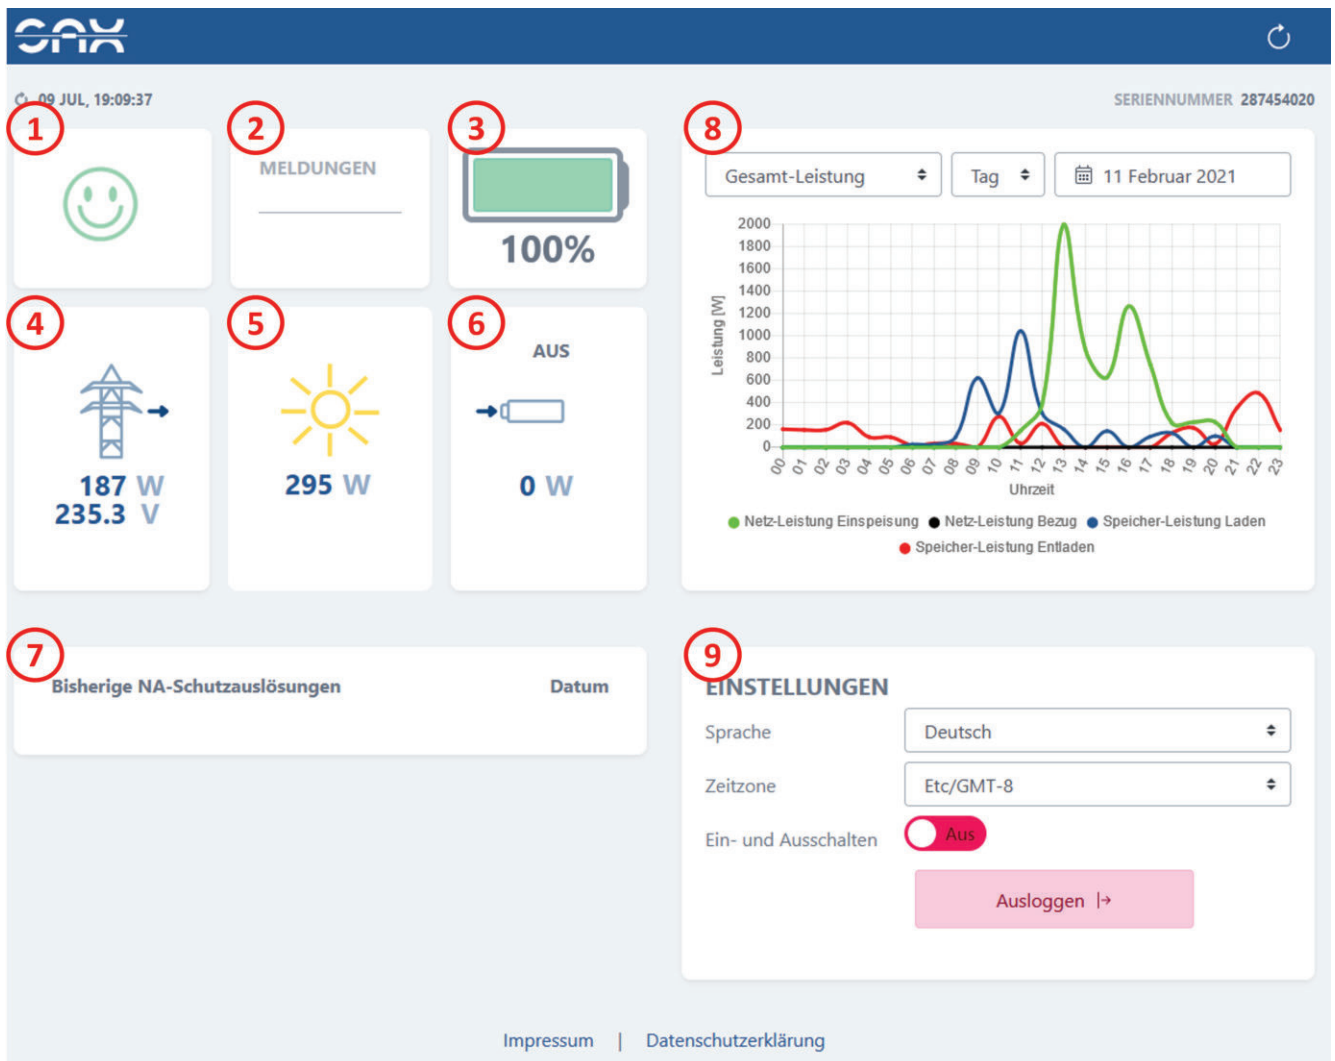 SAX
09 JUL, 19:09:37
SERIENNUMMER 287454020
1
2
MELDUNGEN
3
100%
4
187 W
235.3 V
5
295 W
6
AUS
0 W
7
Bisherige NA-Schutzauslösungen Datum
8
Gesamt-Leistung Tag 11 Februar 2021
Leistung [W]
2000
1800
1600
1400
1200
1000
800
600
400
200
0
00 01 02 03 04 05 06 07 08 09 10 11 12 13 14 15 16 17 18 19 20 21 22 23
Uhrzeit
Netz-Leistung Einspeisung Netz-Leistung Bezug Speicher-Leistung Laden
Speicher-Leistung Entladen
9
EINSTELLUNGEN
Sprache Deutsch
Zeitzone Etc/GMT-8
Ein- und Ausschalten Aus
Ausloggen
Impressum | Datenschutzerklärung